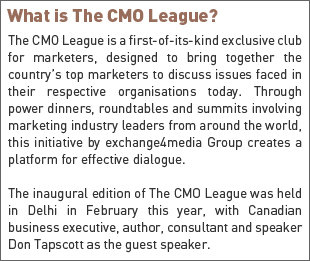 What is The CMO League?
The CMO League is a first-of-its-kind exclusive club
for marketers, designed to bring together the
country's top marketers to discuss issues faced in
their respective organisations today. Through
power dinners, roundtables and summits involving
marketing industry leaders from around the world,
this initiative by exchange4media Group creates a
platform for effective dialogue.
The inaugural edition of The CMO League was held
in Delhi in February this year, with Canadian
business executive, author, consultant and speaker
Don Tapscott as the guest speaker.